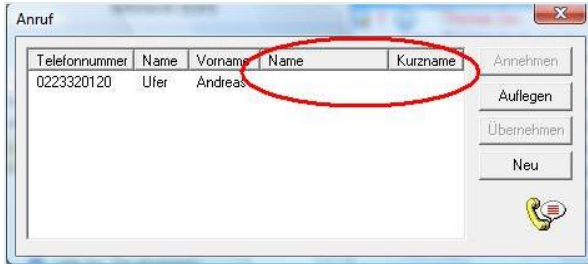 Anruf
Telefonnummer Name Vorname Name Kurzname
0223320120 Ufer Andreas
Annehmen
Auflegen
Übernehmen
Neu